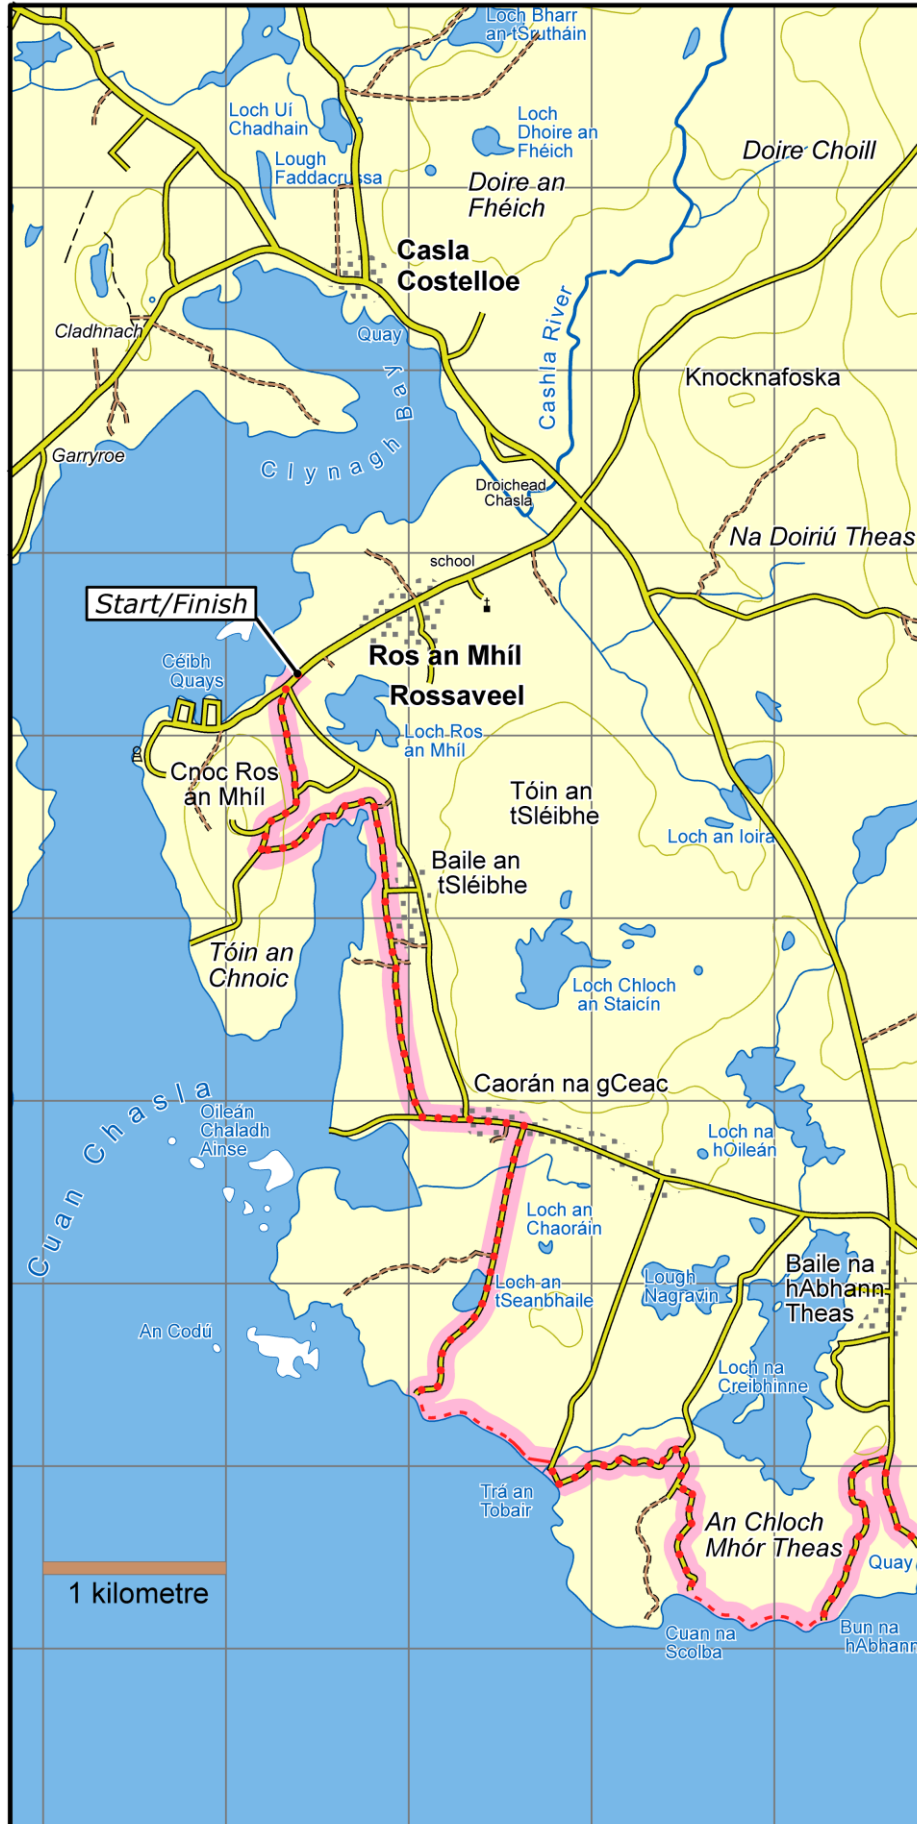 Loch Bharr
an tSrutháin
Loch Uí
Chadhain
Loch
Dhoire an
Fhéich
Lough
Faddacrussa
Doire Choill
Doire an
Fhéich
Casla
Costelloe
Cashla River
Cladhnach
Quay
Knocknafoska
Garryroe
Clynagh Bay
Droichead
Chasla
Na Doiriú Theas
school
Start/Finish
Ros an Mhíl
Rossaveel
Céibh
Quays
Loch Ros
an Mhíl
Cnoc Ros
an Mhíl
Tóin an
tSléibhe
Loch an Ioira
Baile an
tSléibhe
Tóin an
Chnoic
Loch Chloch
an Staicín
Caorán na gCeac
Cuan Chasla
Oileán
Chaladh
Ainse
Loch na
hOileán
Loch an
Chaoráin
Baile na
hAbhann
Theas
Loch an
tSeanbhaile
Lough
Nagravin
An Codú
Loch na
Creibhinne
Trá an
Tobair
An Chloch
Mhór Theas
Quay
1 kilometre
Cuan na
Scolba
Bun na
hAbhann